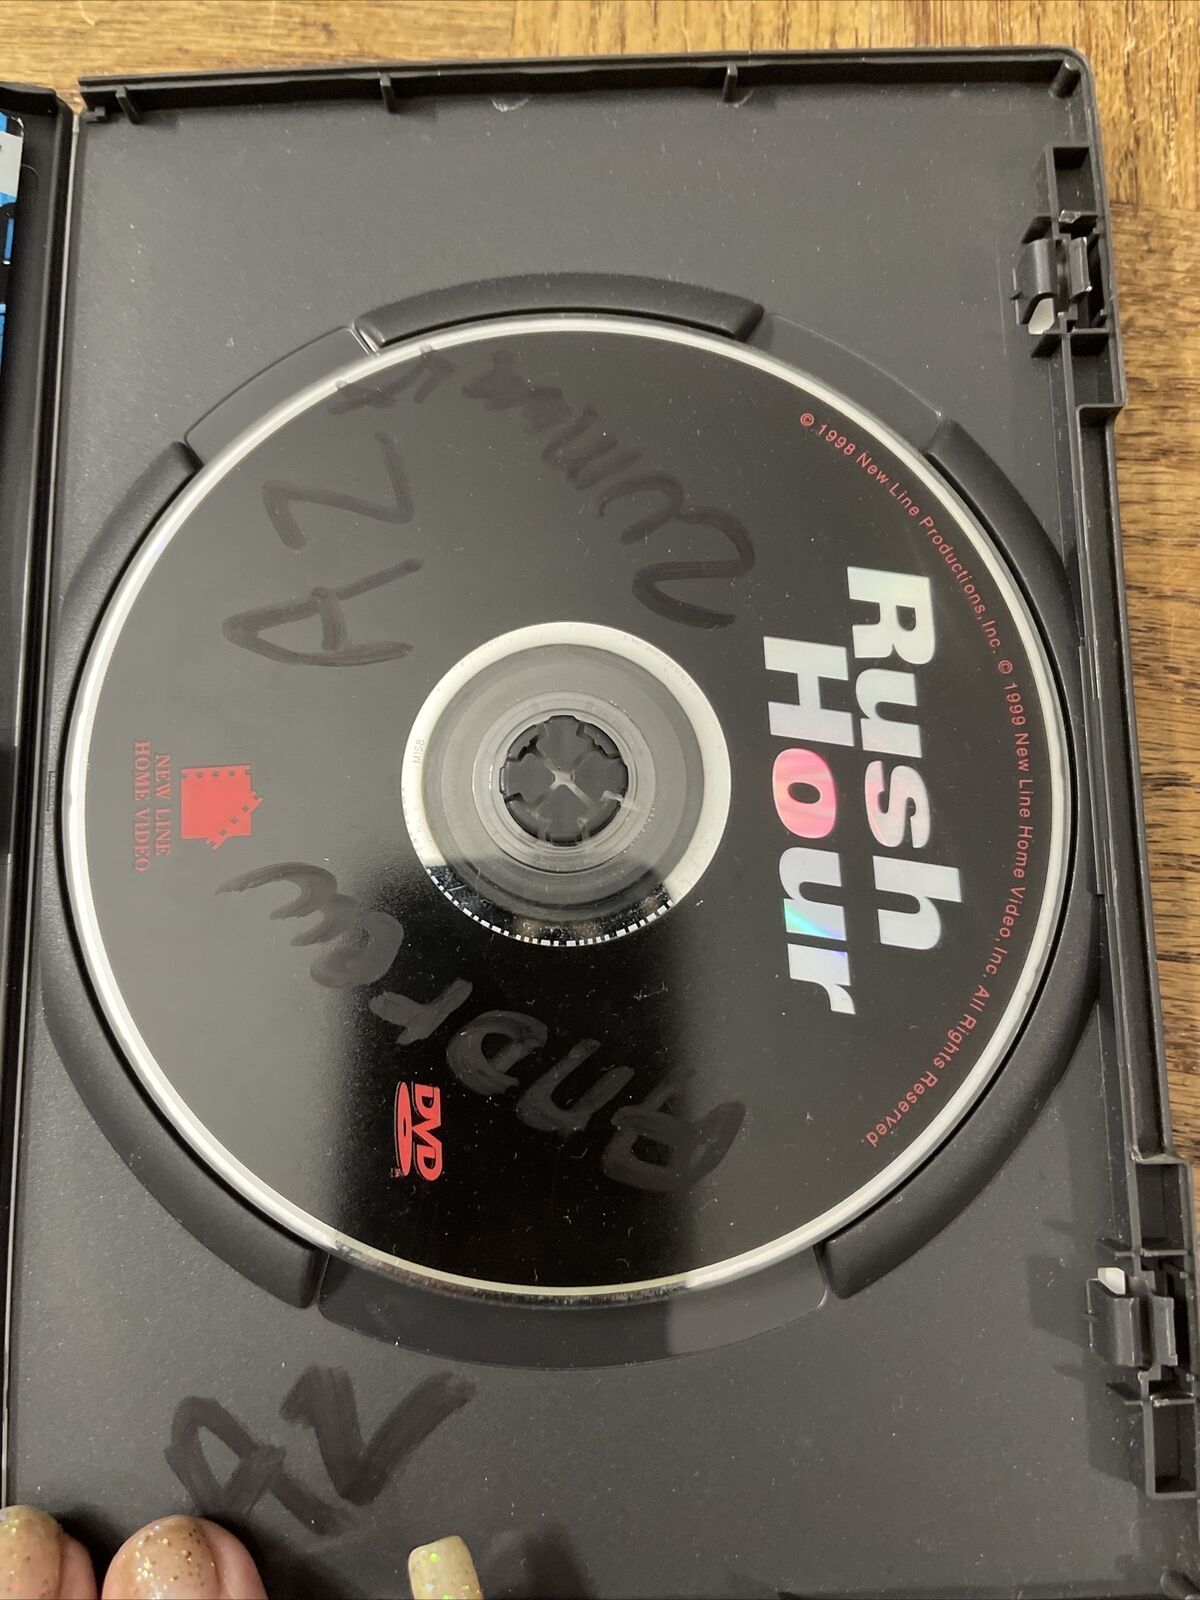 © 1998 New Line Productions, Inc. © 1999 New Line Home Video, Inc. All Rights Reserved.
Rush
Hour
AnDrew
AZ
DVD
NEW LINE
HOME VIDEO
AZ